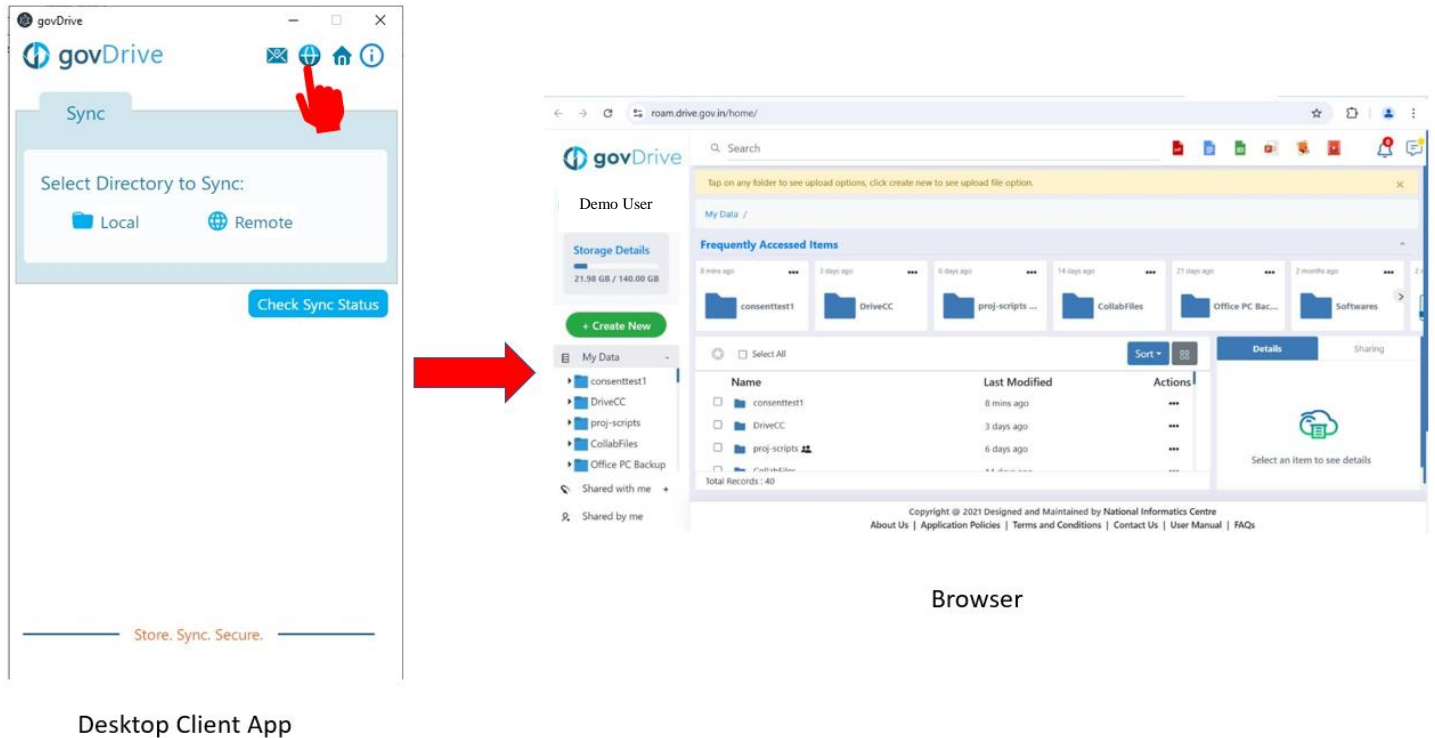 govDrive
govDrive
Sync
Select Directory to Sync:
Local Remote
Check Sync Status
Store. Sync. Secure.
Desktop Client App
roam.drive.gov.in/home/
govDrive
Search
Demo User
Storage Details
21.98 GB / 140.00 GB
+ Create New
My Data -
consenttest1
DriveCC
proj-scripts
CollabFiles
Office PC Backup
Shared with me +
Shared by me
Tap on any folder to see upload options, click create new to see upload file option.
My Data /
Frequently Accessed Items
8 mins ago 3 days ago 6 days ago 14 days ago 21 days ago 2 months ago
consenttest1 DriveCC proj-scripts ... CollabFiles Office PC Bac... Softwares
Select All Sort
Name Last Modified Actions
consenttest1 8 mins ago
DriveCC 3 days ago
proj-scripts 6 days ago
CollabFiles 14 days ago
Total Records : 40
Details Sharing
Select an item to see details
Copyright @ 2021 Designed and Maintained by National Informatics Centre
About Us | Application Policies | Terms and Conditions | Contact Us | User Manual | FAQs
Browser